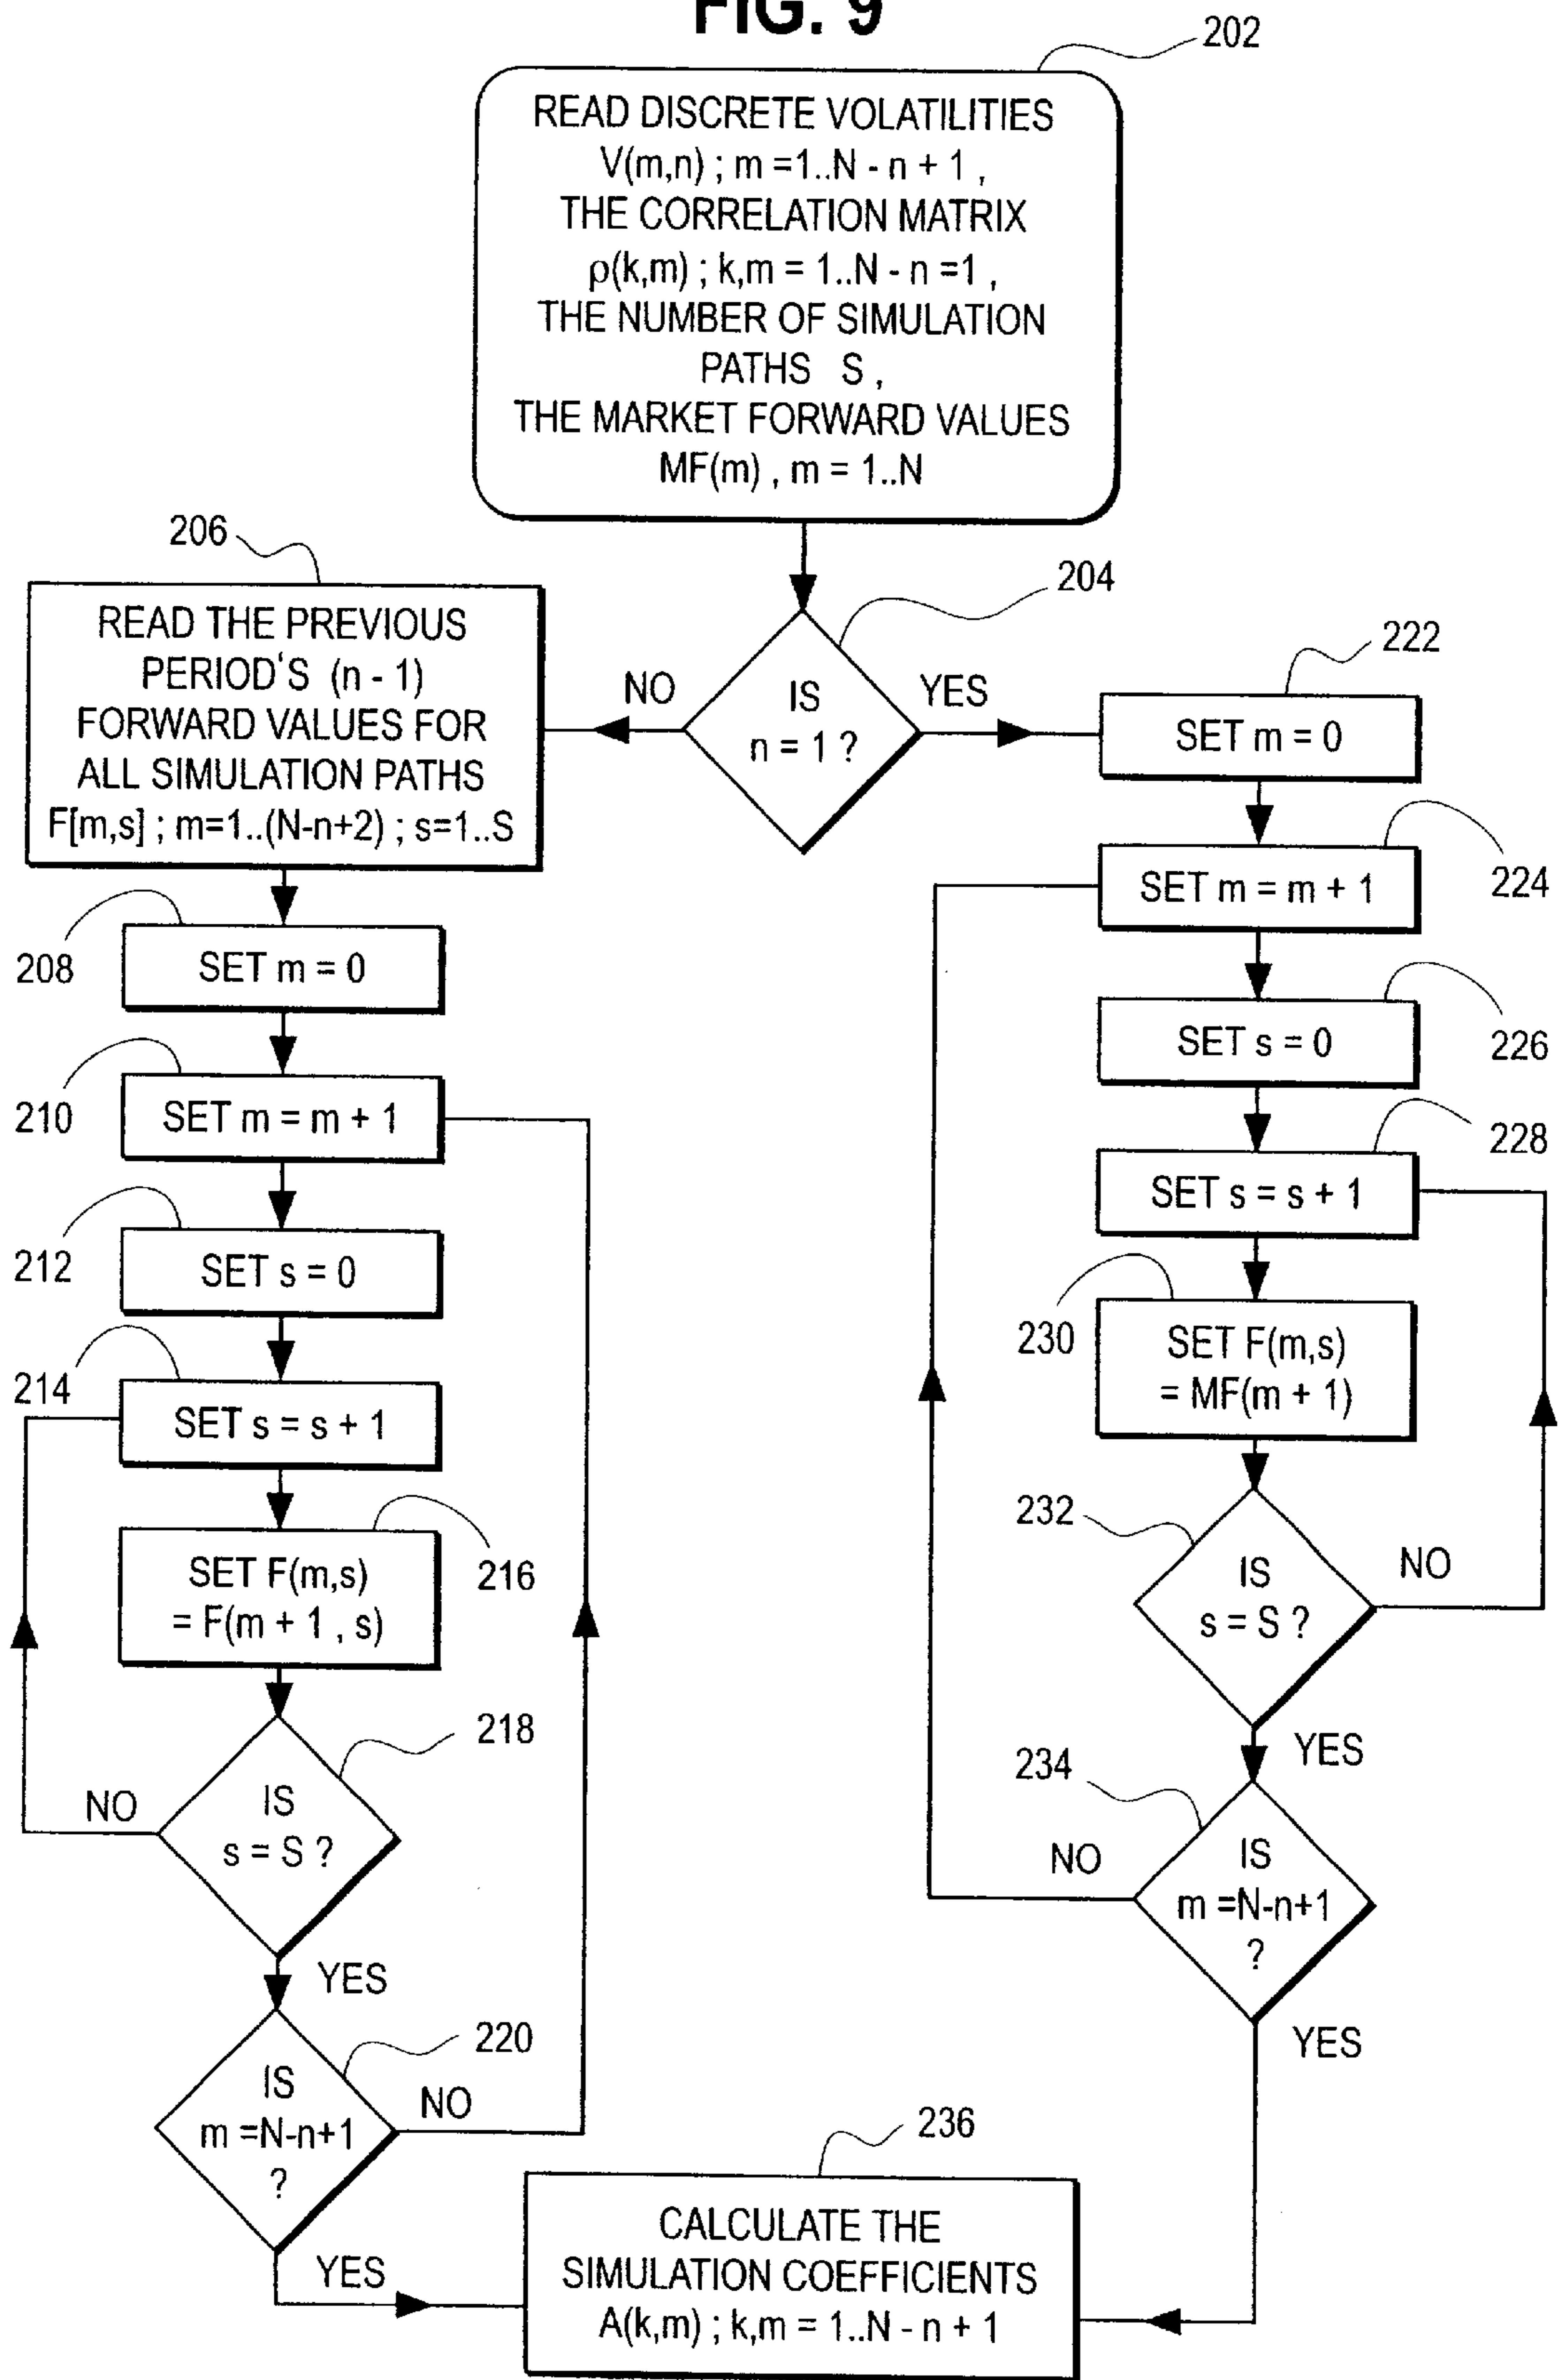 FIG. 9
202
READ DISCRETE VOLATILITIES
V(m,n) ; m =1..N - n + 1 ,
THE CORRELATION MATRIX
ρ(k,m) ; k,m = 1..N - n =1 ,
THE NUMBER OF SIMULATION
PATHS S ,
THE MARKET FORWARD VALUES
MF(m) , m = 1..N
204
IS
n = 1 ?
NO
YES
206
READ THE PREVIOUS
PERIOD'S (n - 1)
FORWARD VALUES FOR
ALL SIMULATION PATHS
F[m,s] ; m=1..(N-n+2) ; s=1..S
208
SET m = 0
210
SET m = m + 1
212
SET s = 0
214
SET s = s + 1
216
SET F(m,s)
= F(m + 1 , s)
218
IS
s = S ?
NO
YES
220
IS
m =N-n+1
?
NO
YES
222
SET m = 0
224
SET m = m + 1
226
SET s = 0
228
SET s = s + 1
230
SET F(m,s)
= MF(m + 1)
232
IS
s = S ?
NO
YES
234
IS
m =N-n+1
?
NO
YES
236
CALCULATE THE
SIMULATION COEFFICIENTS
A(k,m) ; k,m = 1..N - n + 1